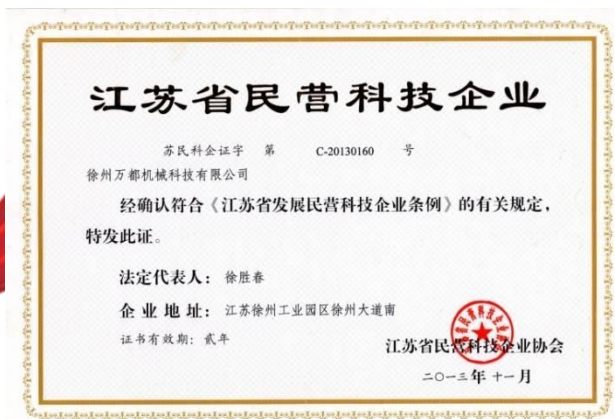 江苏省民营科技企业
苏民科企证字 第 C-20130160 号
徐州万都机械科技有限公司
经确认符合《江苏省发展民营科技企业条例》的有关规定，
特发此证。
法定代表人： 徐胜春
企业地址： 江苏徐州工业园区徐州大道南
证书有效期：贰年
江苏省民营科技企业协会
二〇一三年十一月